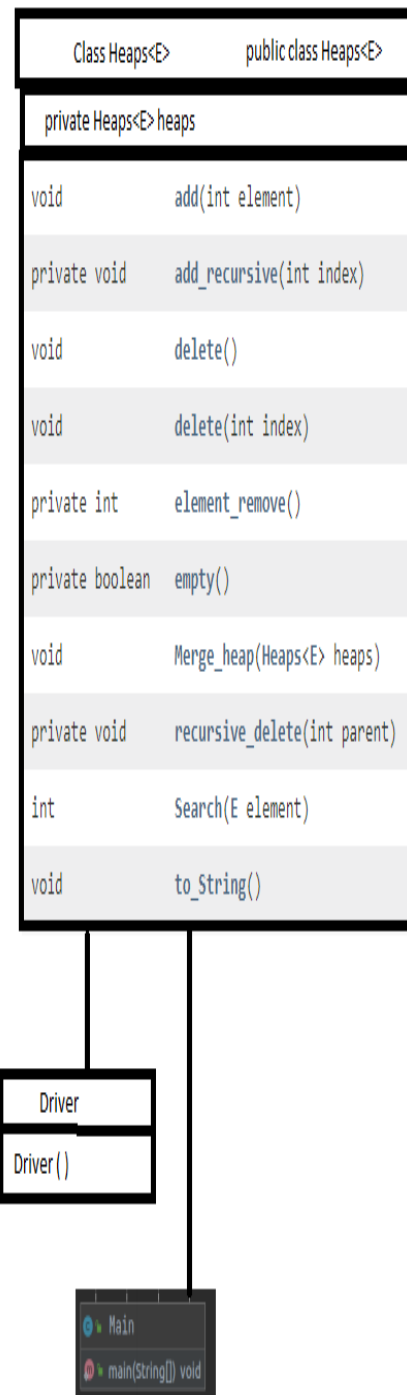 Class Heaps<E> public class Heaps<E>
private Heaps<E> heaps
void add(int element)
private void add_recursive(int index)
void delete()
void delete(int index)
private int element_remove()
private boolean empty()
void Merge_heap(Heaps<E> heaps)
private void recursive_delete(int parent)
int Search(E element)
void to_String()
Driver
Driver()
C Main
m main(String[]) void